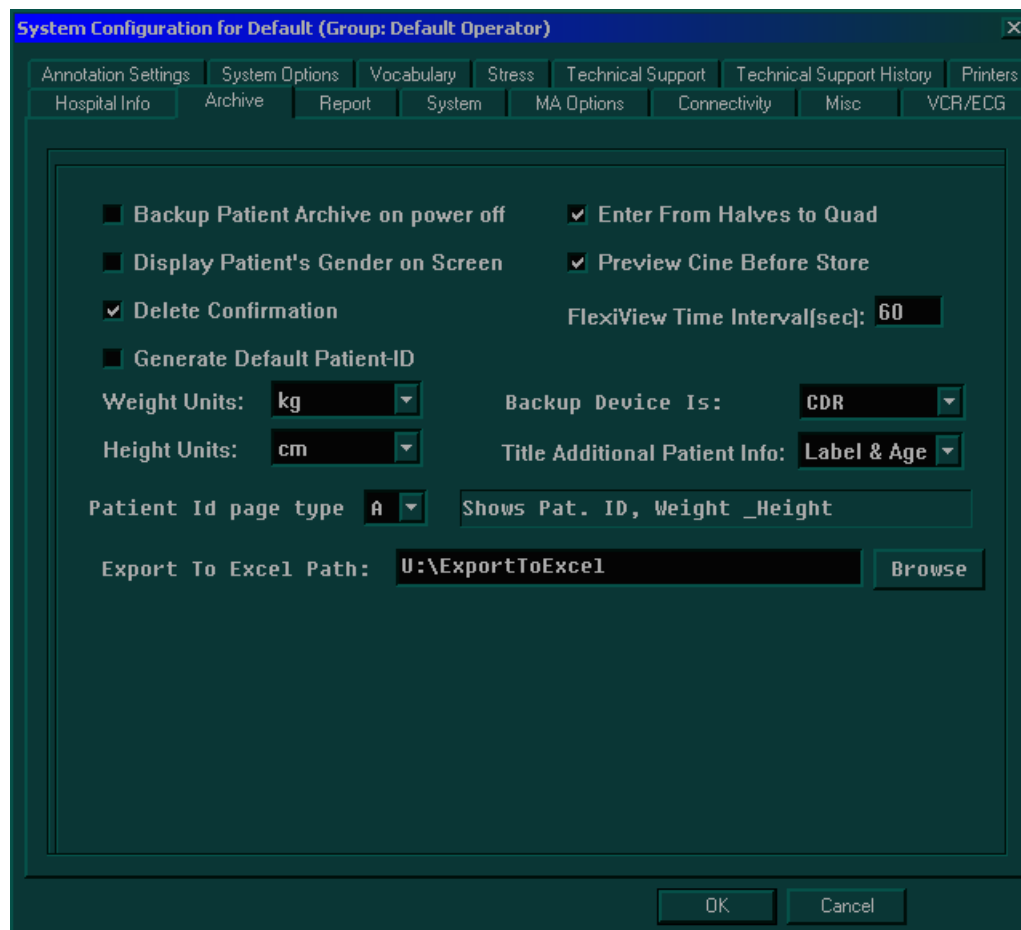 System Configuration for Default (Group: Default Operator)
Annotation Settings System Options Vocabulary Stress Technical Support Technical Support History Printers
Hospital Info Archive Report System MA Options Connectivity Misc VCR/ECG
Backup Patient Archive on power off Enter From Halves to Quad
Display Patient's Gender on Screen Preview Cine Before Store
Delete Confirmation FlexiView Time Interval(sec): 60
Generate Default Patient-ID
Weight Units: kg Backup Device Is: CDR
Height Units: cm Title Additional Patient Info: Label & Age
Patient Id page type A Shows Pat. ID, Weight _Height
Export To Excel Path: U:\ExportToExcel Browse
OK Cancel